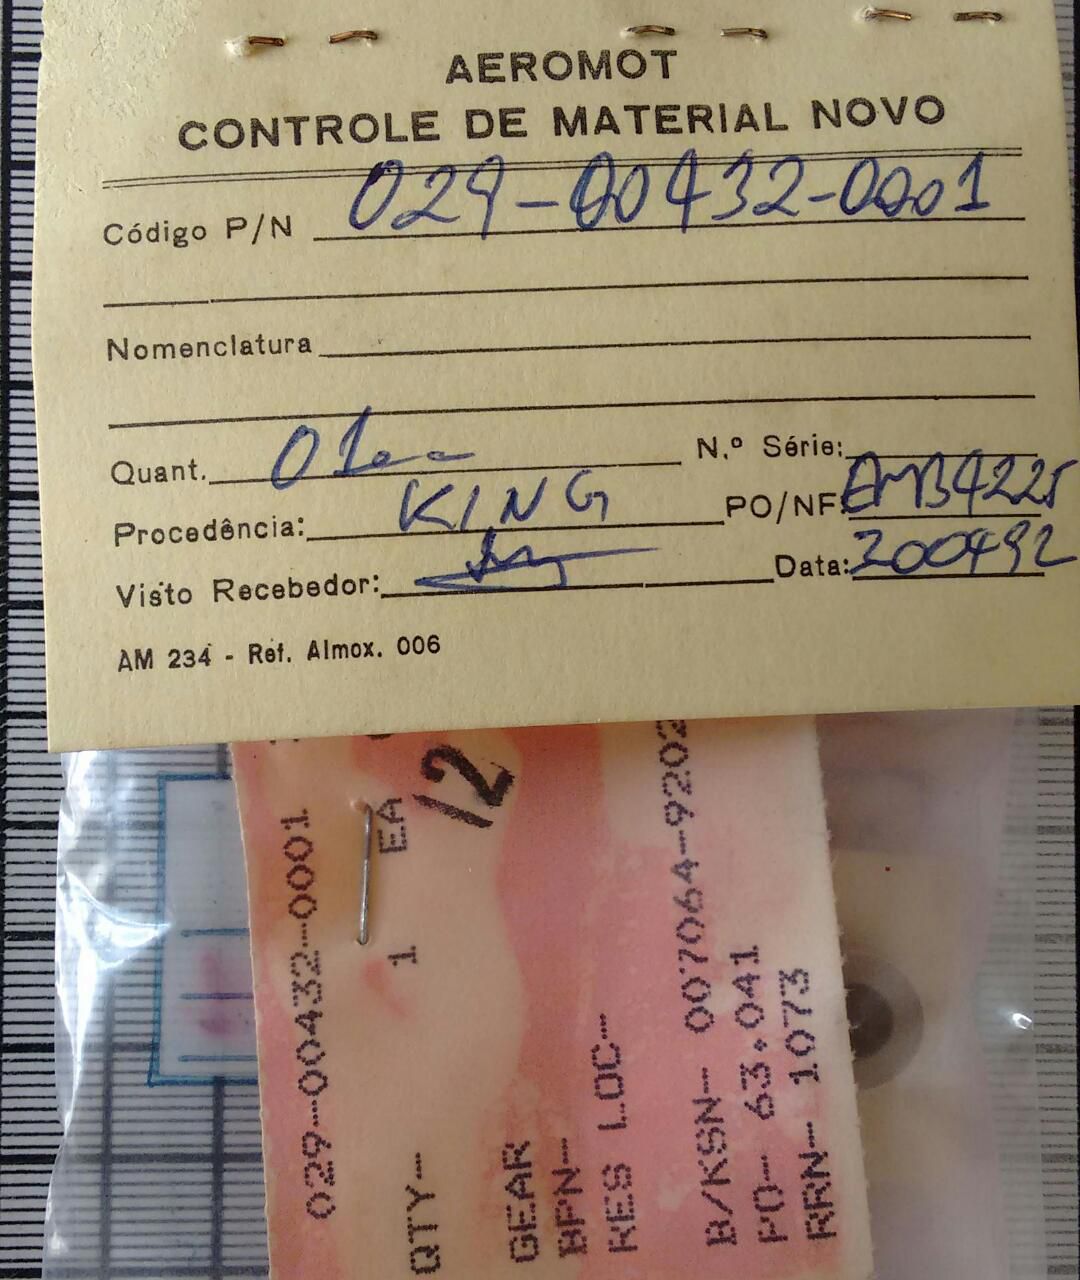 AEROMOT
CONTROLE DE MATERIAL NOVO
Código P/N 029-00432-0001
Nomenclatura
Quant. 01 N.º Série:
Procedência: KING PO/NF: EMB4225
Visto Recebedor: Data: 200492
AM 234 - Ref. Almox. 006
029-00432-0001
QTY- 1 EA
12
GEAR
BPN-
RES LOC-
B/KSN- 007064-9202
PO- 63.041
RRN- 1073